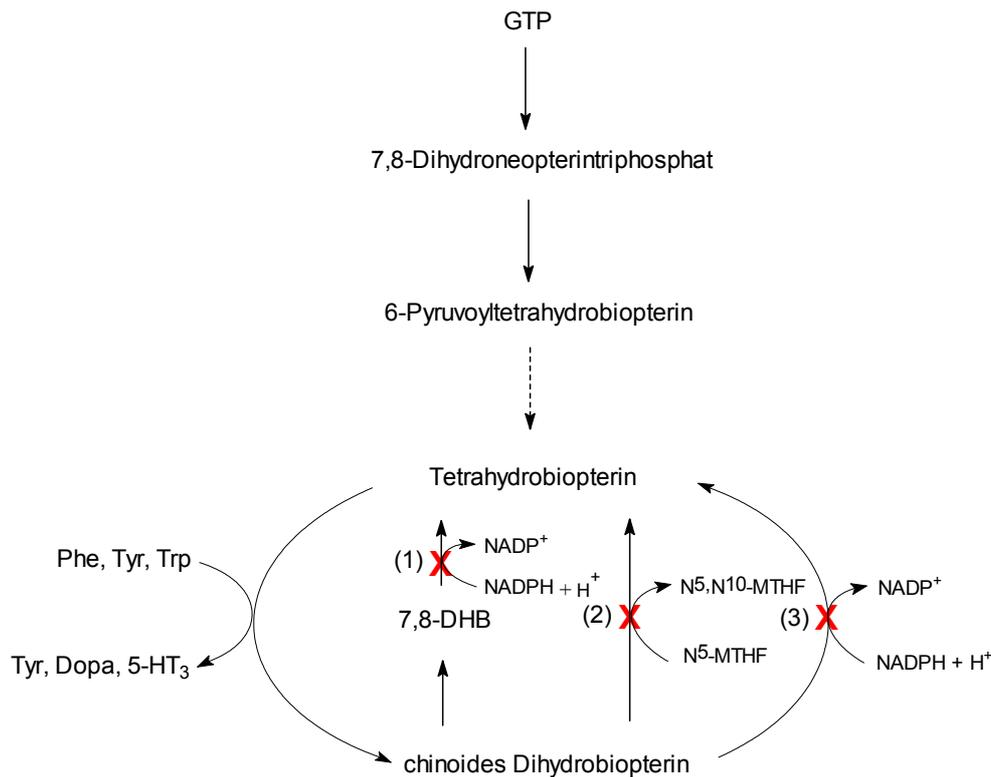 GTP
7,8-Dihydroneopterintriphosphat
6-Pyruvoyltetrahydrobiopterin
Tetrahydrobiopterin
Phe, Tyr, Trp
Tyr, Dopa, 5-HT₃
(1)
NADP⁺
NADPH + H⁺
7,8-DHB
(2)
N⁵,N¹⁰-MTHF
N⁵-MTHF
(3)
NADP⁺
NADPH + H⁺
chinoides Dihydrobiopterin